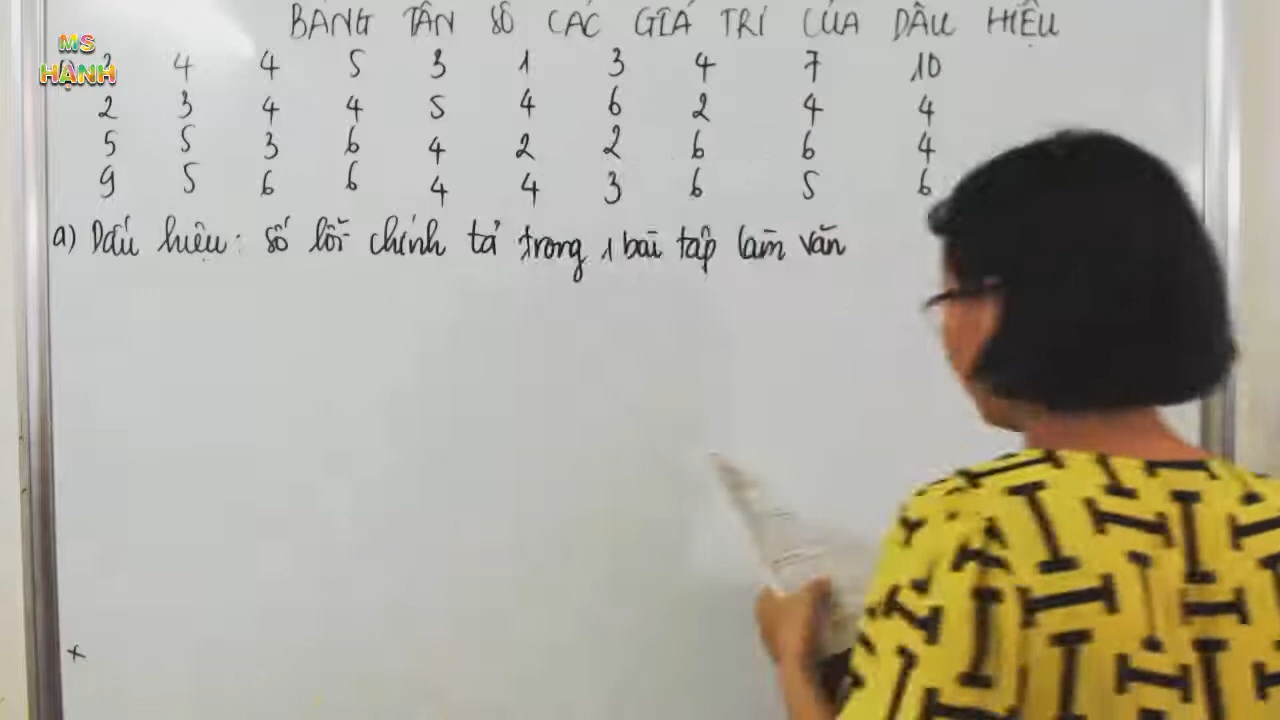 BẢNG TẦN SỐ CÁC GIÁ TRỊ CỦA DẤU HIỆU
MS
HẠNH
4 4 5 3 1 3 4 7 10
2 3 4 4 5 4 6 2 4 4
5 5 3 6 4 2 2 6 6 4
9 5 6 6 4 4 3 6 5 6
a) Dấu hiệu: số lỗi chính tả trong 1 bài tập làm văn